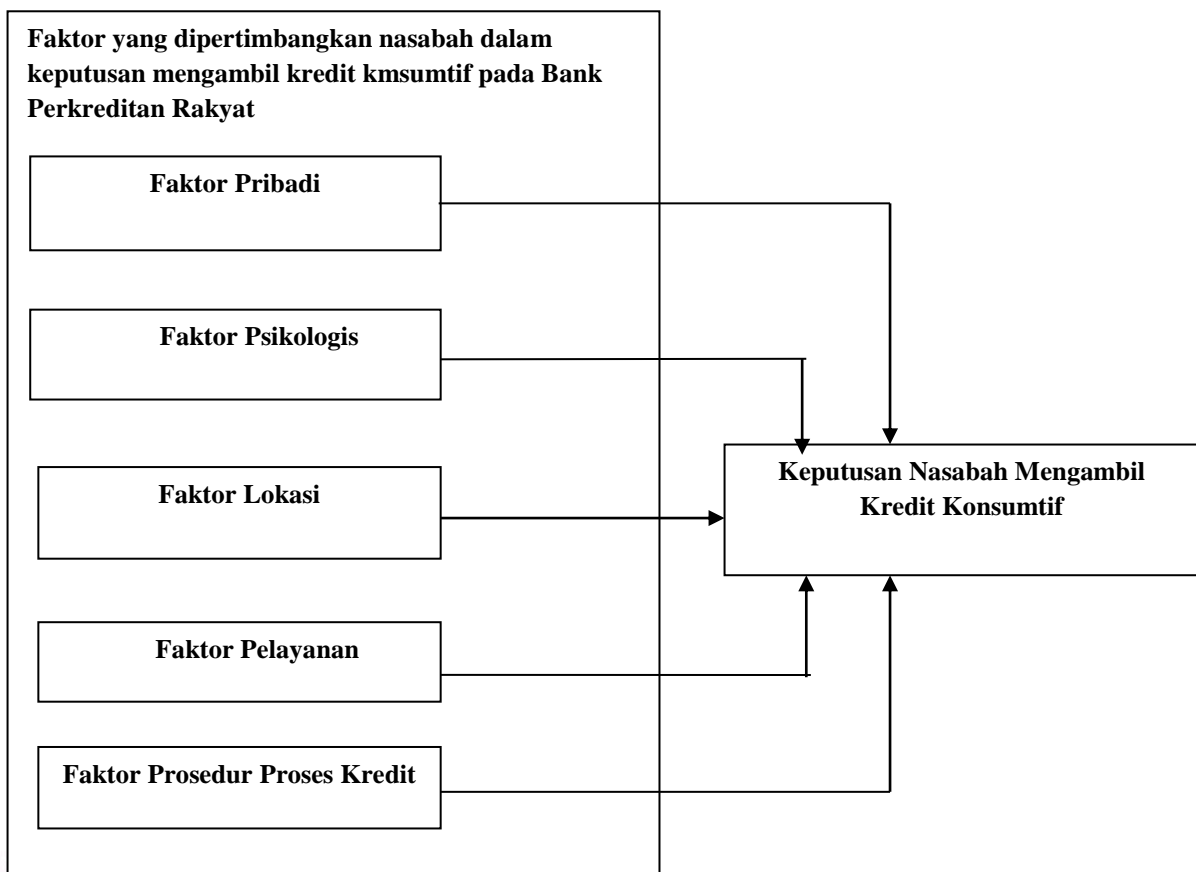 Faktor yang dipertimbangkan nasabah dalam
keputusan mengambil kredit kmsumtif pada Bank
Perkreditan Rakyat
Faktor Pribadi
Faktor Psikologis
Faktor Lokasi
Faktor Pelayanan
Faktor Prosedur Proses Kredit
Keputusan Nasabah Mengambil
Kredit Konsumtif